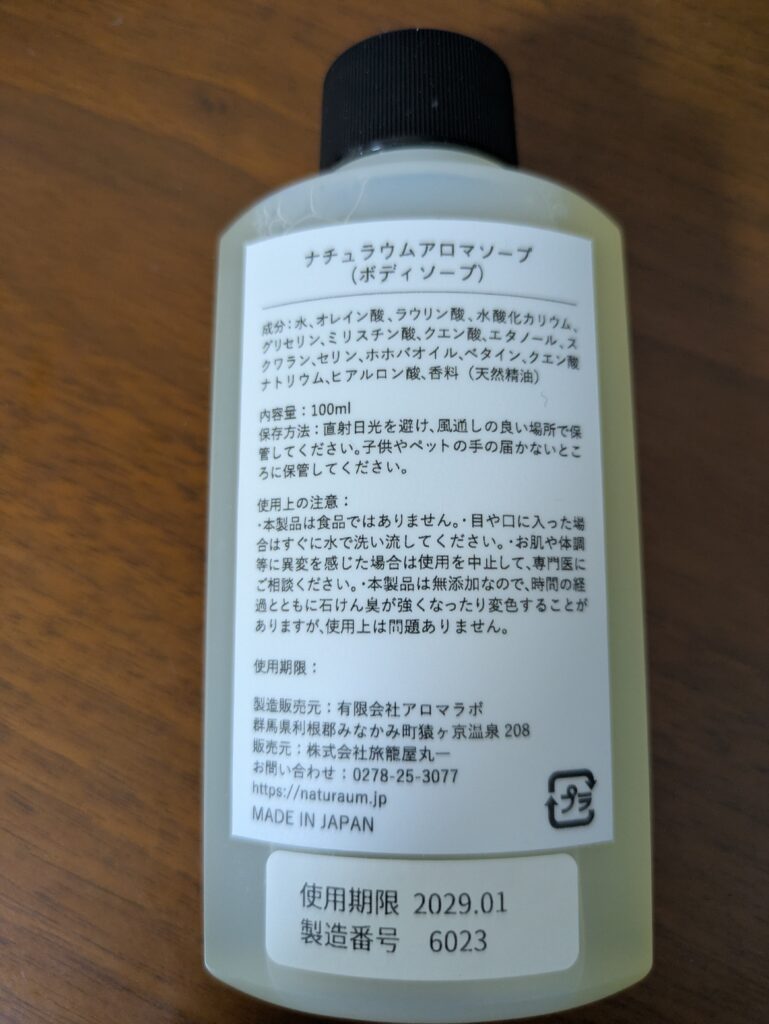 ナチュラウムアロマソープ
（ボディソープ）
成分：水、オレイン酸、ラウリン酸、水酸化カリウム、
グリセリン、ミリスチン酸、クエン酸、エタノール、ス
クワラン、セリン、ホホバオイル、ベタイン、クエン酸
ナトリウム、ヒアルロン酸、香料（天然精油）
内容量：100ml
保存方法：直射日光を避け、風通しの良い場所で保
管してください。子供やペットの手の届かないとこ
ろに保管してください。
使用上の注意：
・本製品は食品ではありません。・目や口に入った場
合はすぐに水で洗い流してください。・お肌や体調
等に異変を感じた場合は使用を中止して、専門医に
ご相談ください。・本製品は無添加なので、時間の経
過とともに石けん臭が強くなったり変色することが
ありますが、使用上は問題ありません。
使用期限：
製造販売元：有限会社アロマラボ
群馬県利根郡みなかみ町猿ヶ京温泉 208
販売元：株式会社旅籠屋丸一
お問い合わせ：0278-25-3077
https://naturaum.jp
MADE IN JAPAN
プラ
使用期限 2029.01
製造番号 6023